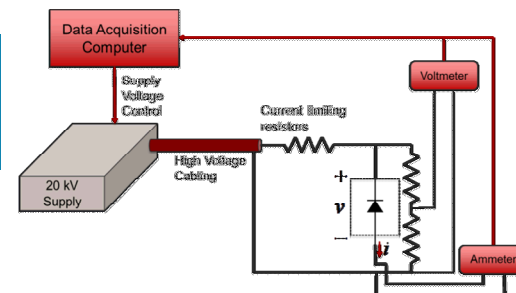 Data Acquisition
Computer
Voltmeter
Supply
Voltage
Control
Current limiting
resistors
High Voltage
Cabling
20 kV
Supply
+
v
−
i
Ammeter